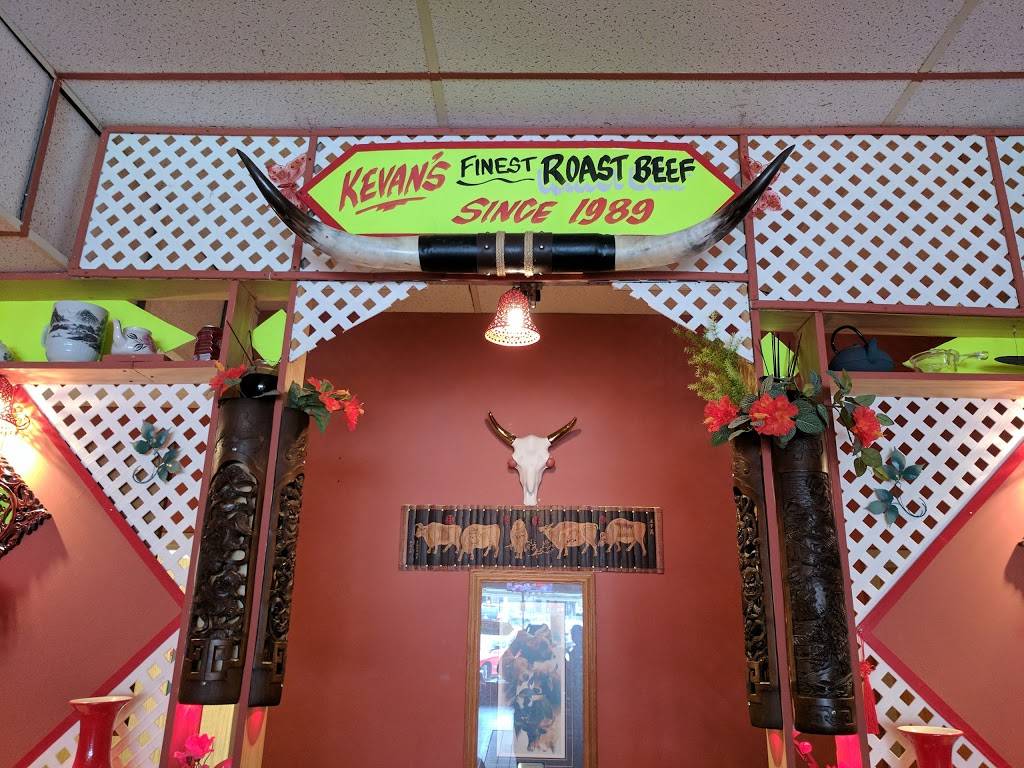 KEVAN'S FINEST ROAST BEEF
SINCE 1989